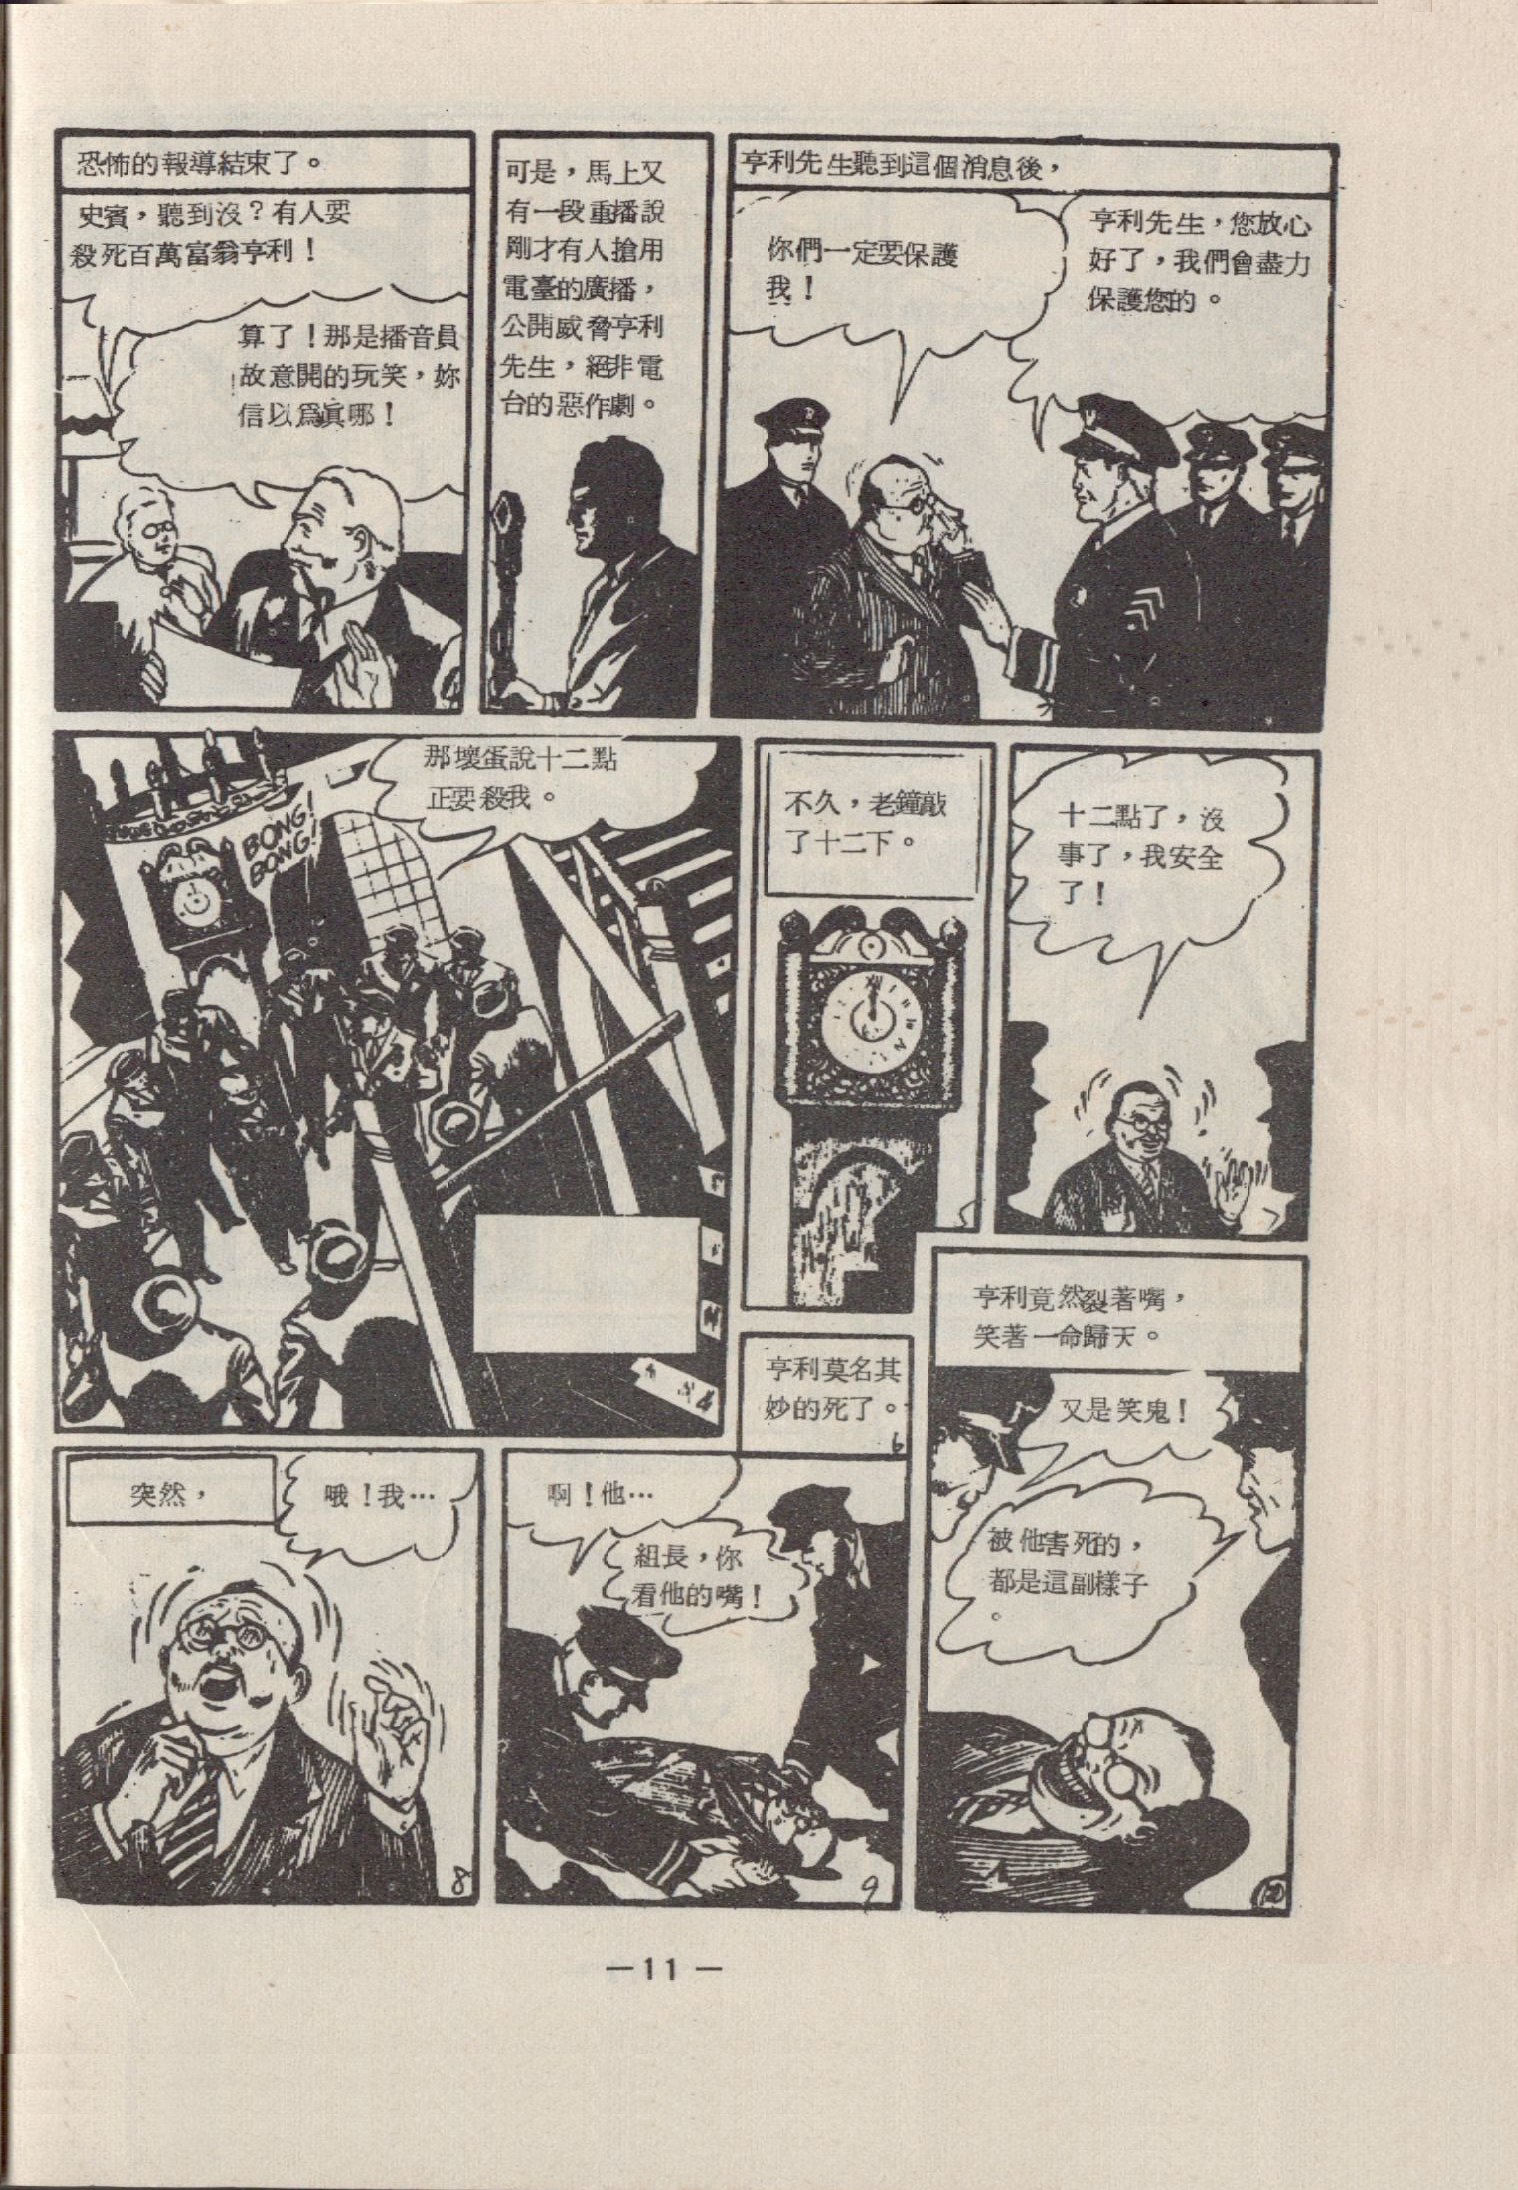 恐怖的報導結束了。
史賓，聽到沒？有人要
殺死百萬富翁亨利！
算了！那是播音員
故意開的玩笑，妳
信以爲眞哪！
可是，馬上又
有一段重播說
剛才有人搶用
電臺的廣播，
公開威脅亨利
先生，絕非電
台的惡作劇。
亨利先生聽到這個消息後，
你們一定要保護
我！
亨利先生，您放心
好了，我們會盡力
保護您的。
BONG!
BONG!
那壞蛋說十二點
正要殺我。
不久，老鐘敲
了十二下。
十二點了，沒
事了，我安全
了！
突然，
哦！我…
8
亨利莫名其
妙的死了。
啊！他…
組長，你
看他的嘴！
9
亨利竟然裂著嘴，
笑著一命歸天。
又是笑鬼！
被他害死的，
都是這副樣子
。
10
—11—